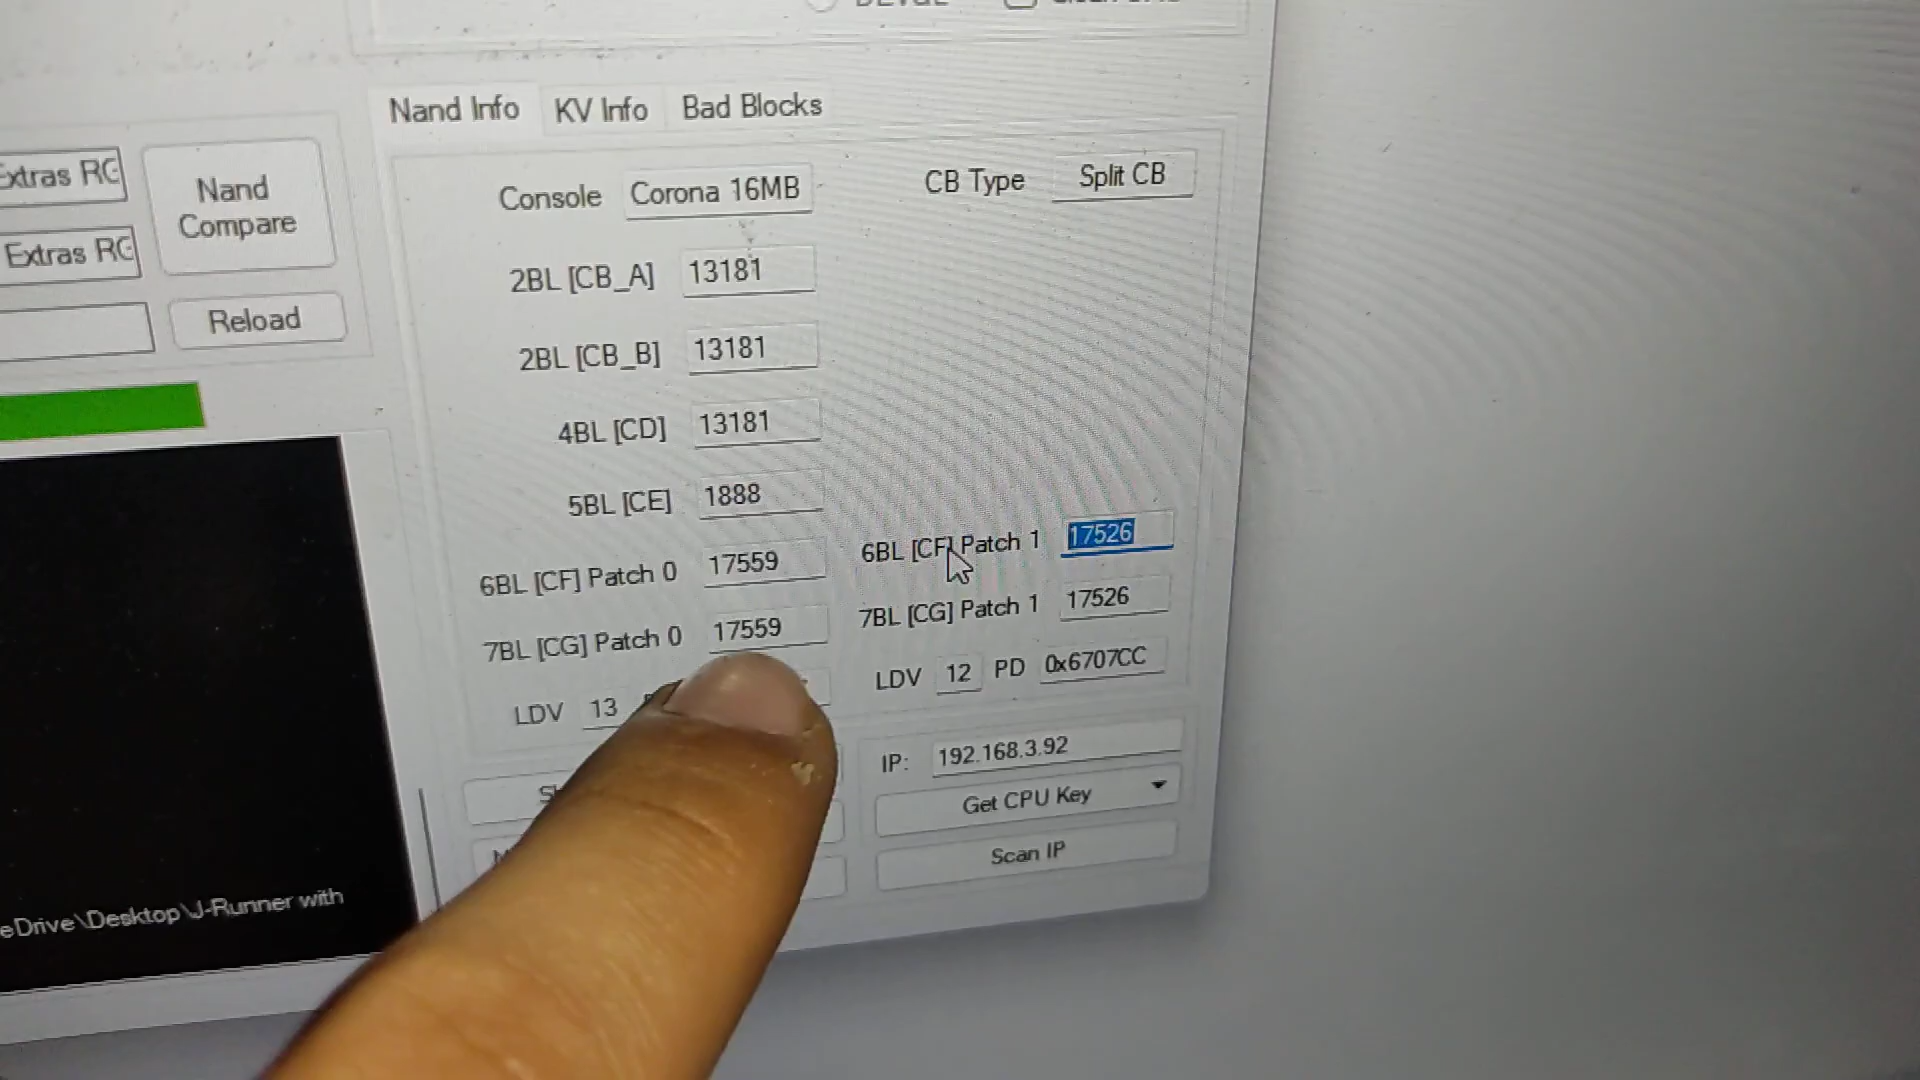 Nand Info KV Info Bad Blocks
Extras RG
Extras RG
Nand
Compare
Reload
Console Corona 16MB CB Type Split CB
2BL [CB_A] 13181
2BL [CB_B] 13181
4BL [CD] 13181
5BL [CE] 1888
6BL [CF] Patch 0 17559 6BL [CF] Patch 1 17526
7BL [CG] Patch 0 17559 7BL [CG] Patch 1 17526
LDV 13 LDV 12 PD 0x6707CC
IP: 192.168.3.92
Get CPU Key
Scan IP
eDrive\Desktop\J-Runner with